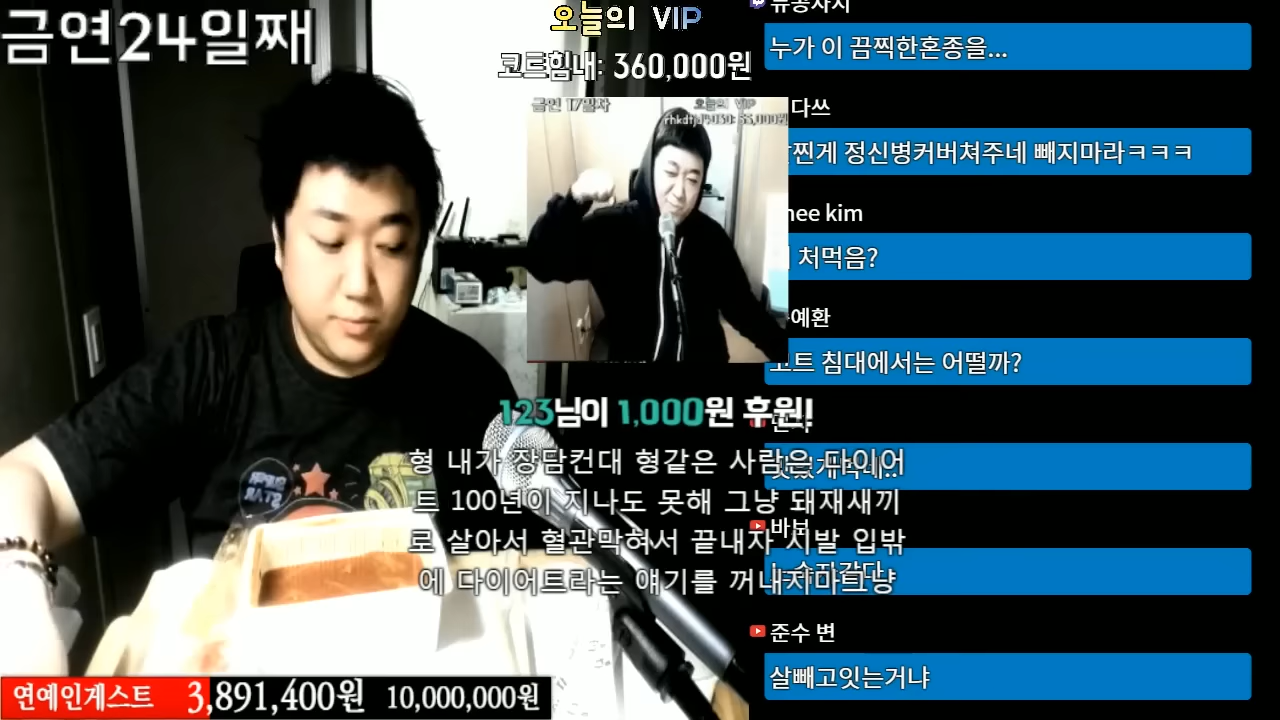 금연24일째
오늘의 VIP
코트힘내: 360,000원
금연 17일차
오늘의 VIP
123님이 1,000원 후원!
형 내가 장담컨대 형같은 사람은 다이어
트 100년이 지나도 못해 그냥 돼재새끼
로 살아서 혈관막혀서 끝내자 시발 입밖
에 다이어트라는 얘기를 꺼내지마그냥
연예인게스트 3,891,400원 10,000,000원
누가 이 끔찍한혼종을...
다쓰
찐게 정신병커버쳐주네 빼지마라ㅋㅋㅋ
hee kim
처먹음?
예환
코트 침대에서는 어떨까?
바보
준수 변
살빼고잇는거냐